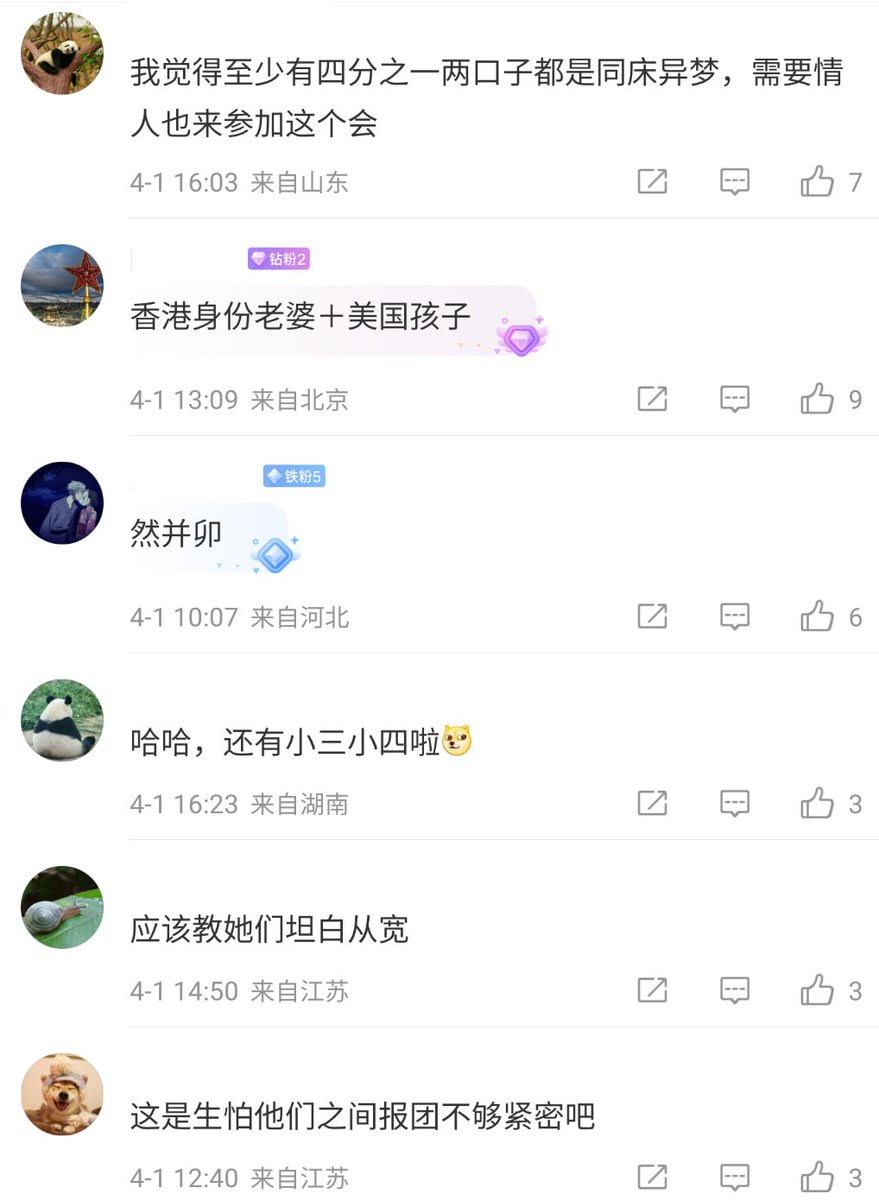 我觉得至少有四分之一两口子都是同床异梦，需要情
人也来参加这个会
4-1 16:03 来自山东
7
钻粉2
香港身份老婆＋美国孩子
4-1 13:09 来自北京
9
铁粉5
然并卯
4-1 10:07 来自河北
6
哈哈，还有小三小四啦
4-1 16:23 来自湖南
3
应该教她们坦白从宽
4-1 14:50 来自江苏
3
这是生怕他们之间报团不够紧密吧
4-1 12:40 来自江苏
3